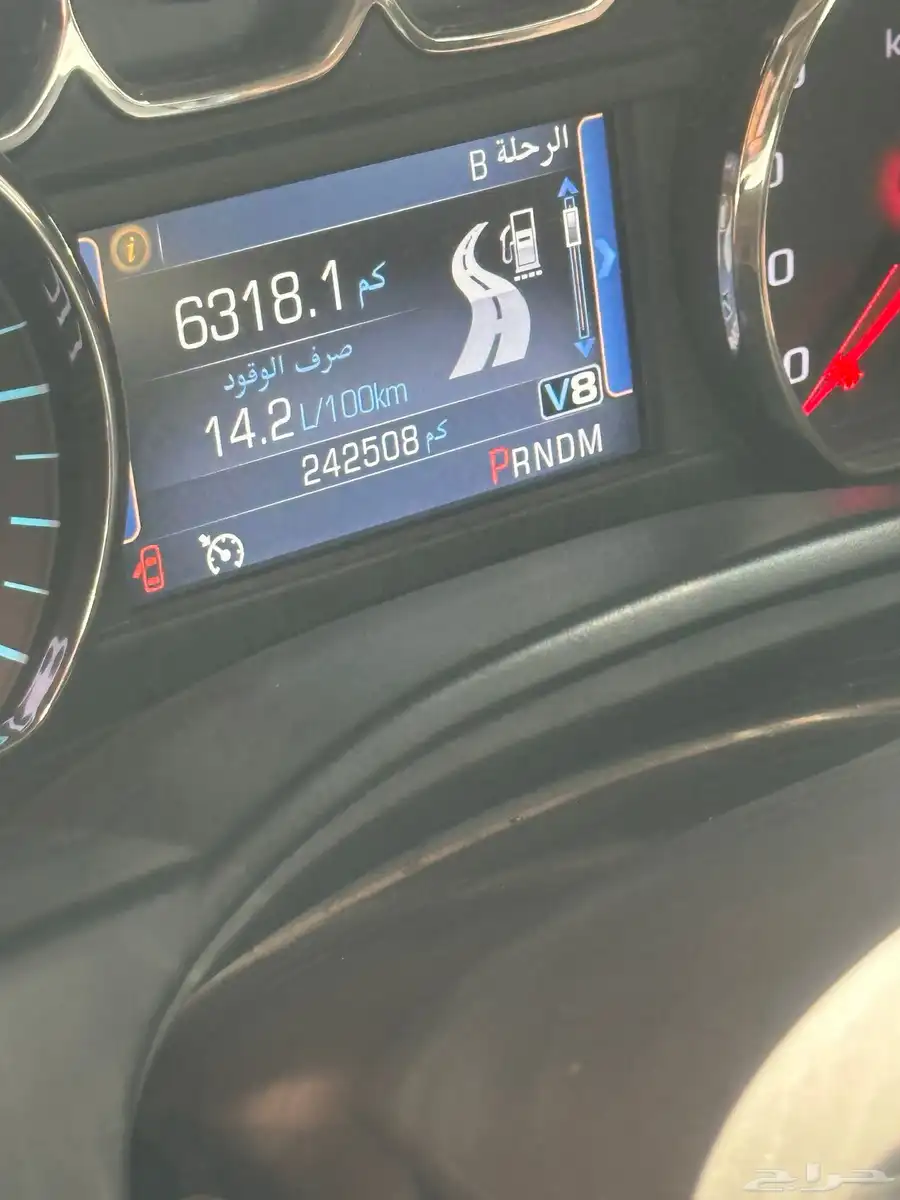 الرحلة B
6318.1 كم
صرف الوقود
14.2 L/100km
V8
242508 كم
PRNDM
حراج